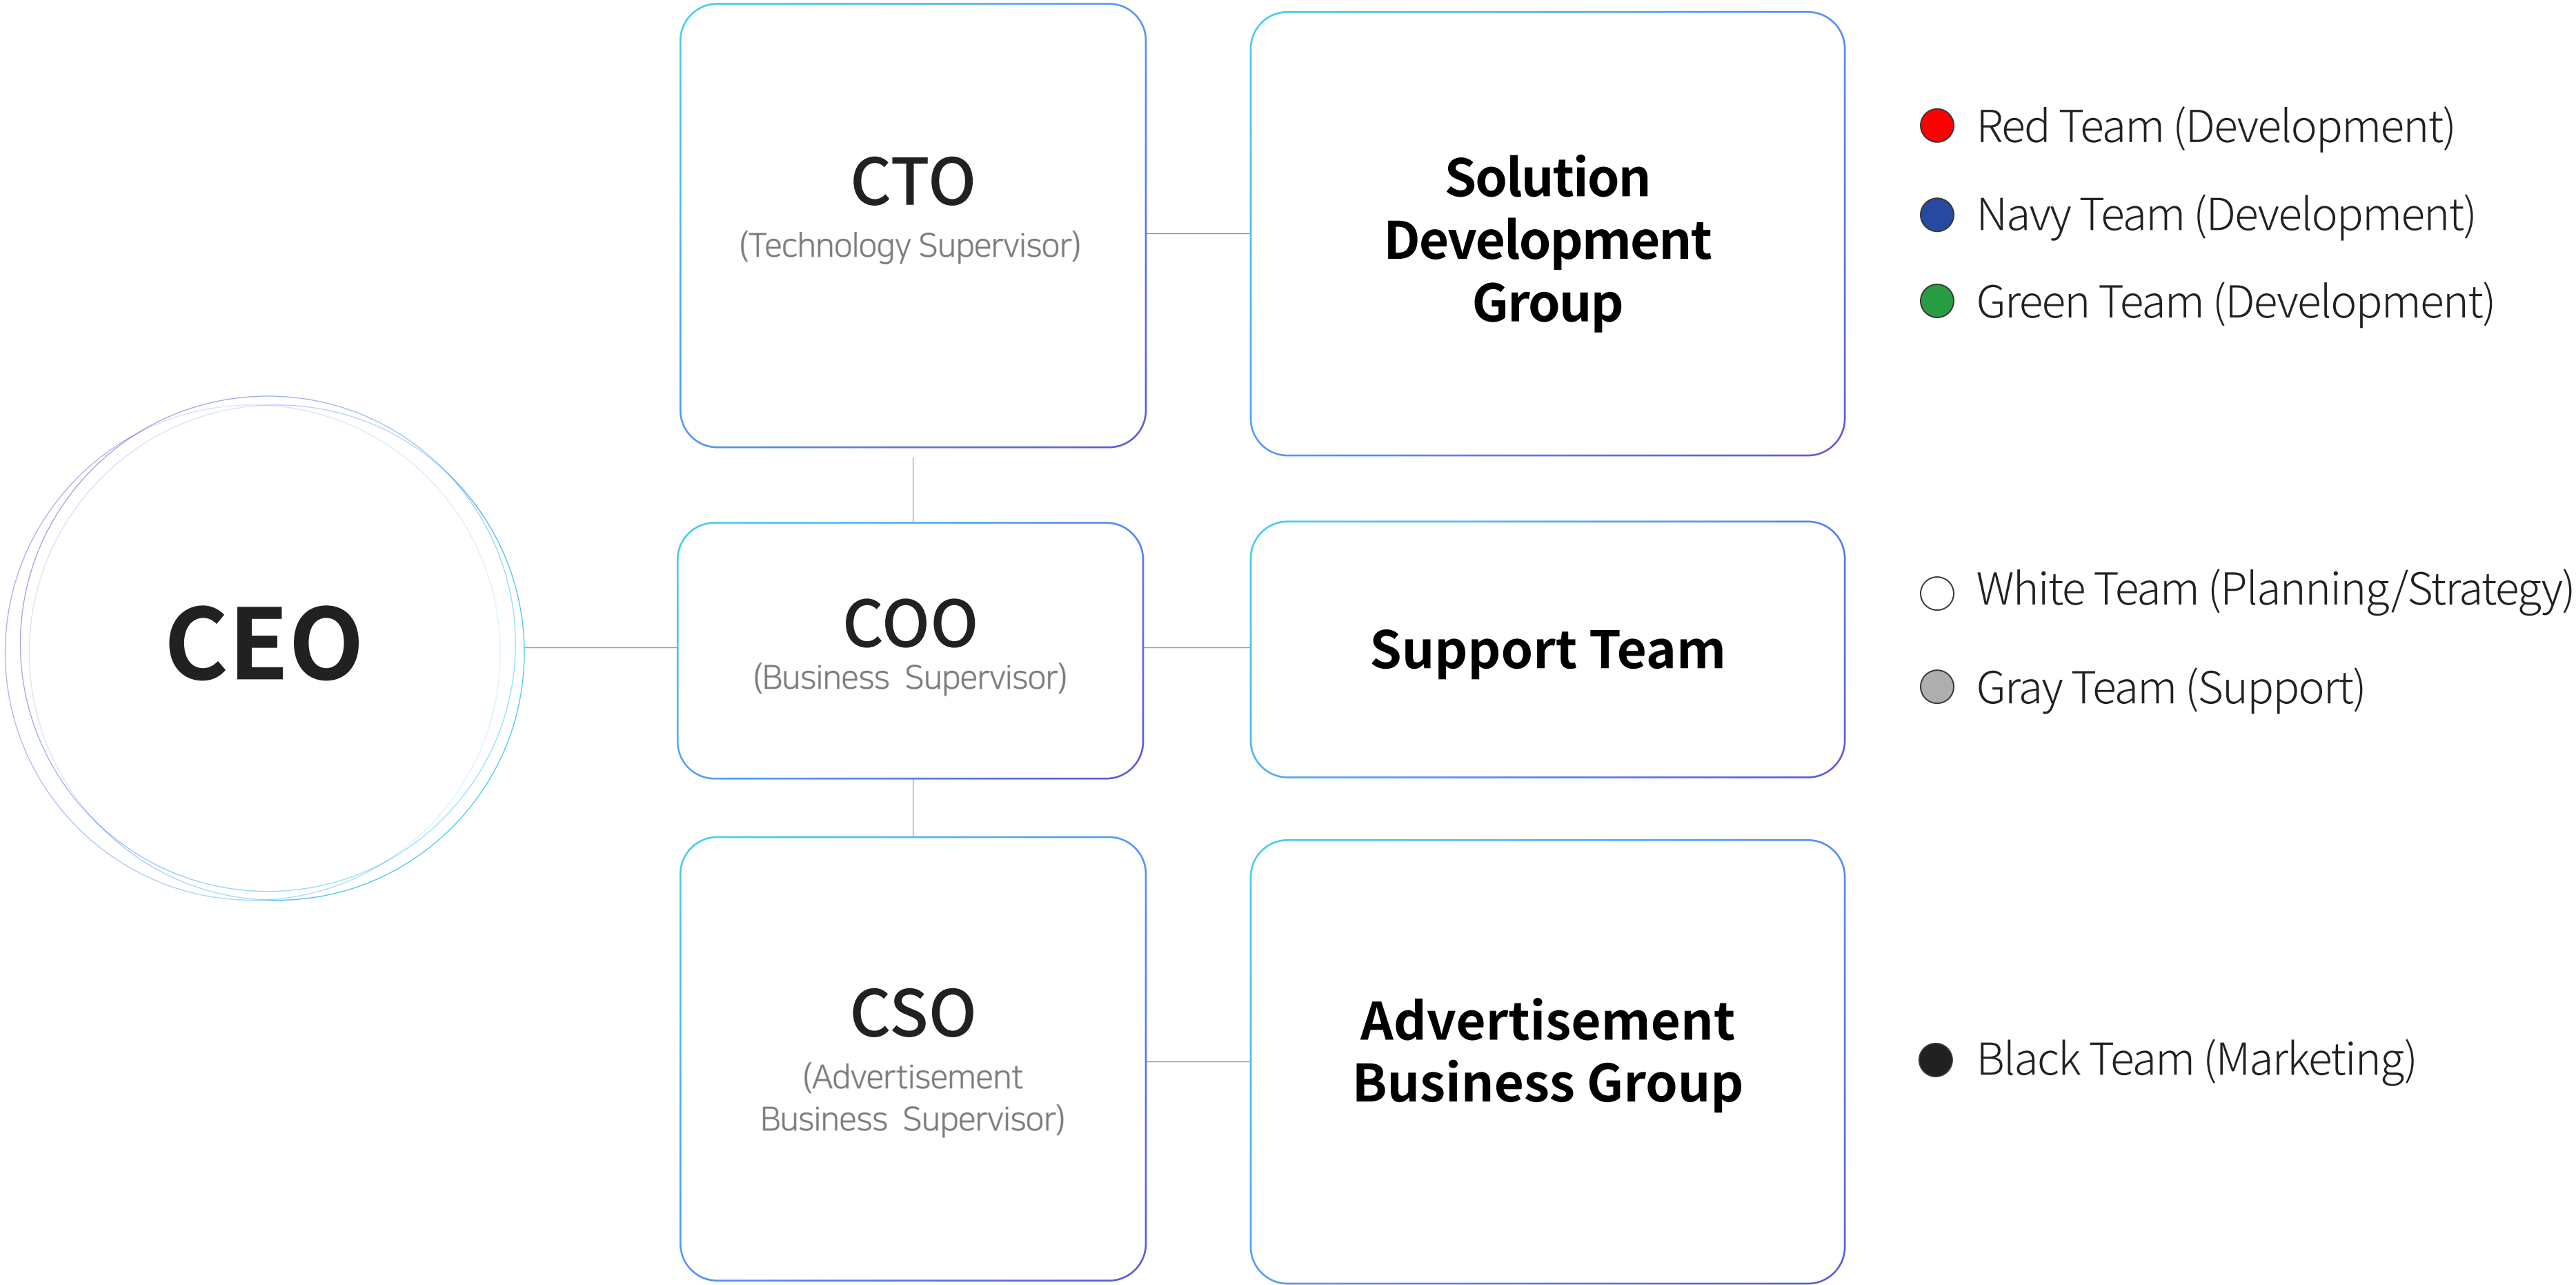 CEO
CTO
(Technology Supervisor)
Solution
Development
Group
Red Team (Development)
Navy Team (Development)
Green Team (Development)
COO
(Business Supervisor)
Support Team
White Team (Planning/Strategy)
Gray Team (Support)
CSO
(Advertisement
Business Supervisor)
Advertisement
Business Group
Black Team (Marketing)